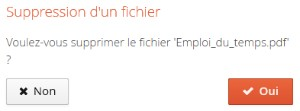 Suppression d'un fichier
Voulez-vous supprimer le fichier 'Emploi_du_temps.pdf'
?
Non
Oui